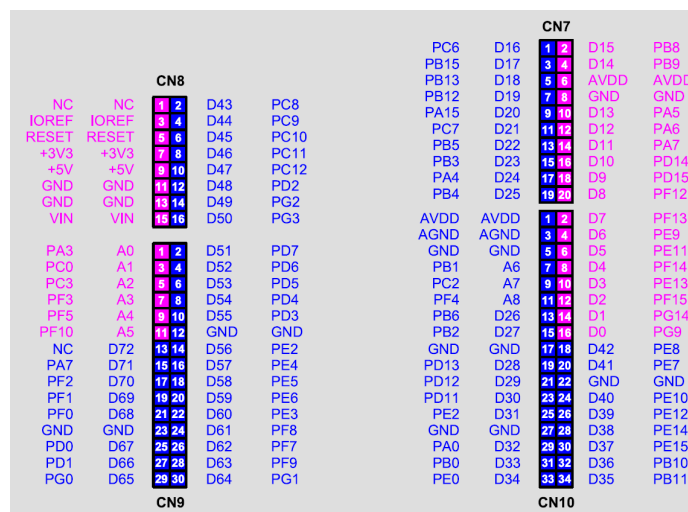 CN7
PC6 D16 1 2 D15 PB8
PB15 D17 3 4 D14 PB9
PB13 D18 5 6 AVDD AVDD
PB12 D19 7 8 GND GND
PA15 D20 9 10 D13 PA5
PC7 D21 11 12 D12 PA6
PB5 D22 13 14 D11 PA7
PB3 D23 15 16 D10 PD14
PA4 D24 17 18 D9 PD15
PB4 D25 19 20 D8 PF12
CN8
NC NC 1 2 D43 PC8
IOREF IOREF 3 4 D44 PC9
RESET RESET 5 6 D45 PC10
+3V3 +3V3 7 8 D46 PC11
+5V +5V 9 10 D47 PC12
GND GND 11 12 D48 PD2
GND GND 13 14 D49 PG2
VIN VIN 15 16 D50 PG3
PA3 A0 1 2 D51 PD7
PC0 A1 3 4 D52 PD6
PC3 A2 5 6 D53 PD5
PF3 A3 7 8 D54 PD4
PF5 A4 9 10 D55 PD3
PF10 A5 11 12 GND GND
NC D72 13 14 D56 PE2
PA7 D71 15 16 D57 PE4
PF2 D70 17 18 D58 PE5
PF1 D69 19 20 D59 PE6
PF0 D68 21 22 D60 PE3
GND GND 23 24 D61 PF8
PD0 D67 25 26 D62 PF7
PD1 D66 27 28 D63 PF9
PG0 D65 29 30 D64 PG1
CN9
AVDD AVDD 1 2 D7 PF13
AGND AGND 3 4 D6 PE9
GND GND 5 6 D5 PE11
PB1 A6 7 8 D4 PF14
PC2 A7 9 10 D3 PE13
PF4 A8 11 12 D2 PF15
PB6 D26 13 14 D1 PG14
PB2 D27 15 16 D0 PG9
GND GND 17 18 D42 PE8
PD13 D28 19 20 D41 PE7
PD12 D29 21 22 GND GND
PD11 D30 23 24 D40 PE10
PE2 D31 25 26 D39 PE12
GND GND 27 28 D38 PE14
PA0 D32 29 30 D37 PE15
PB0 D33 31 32 D36 PB10
PE0 D34 33 34 D35 PB11
CN10